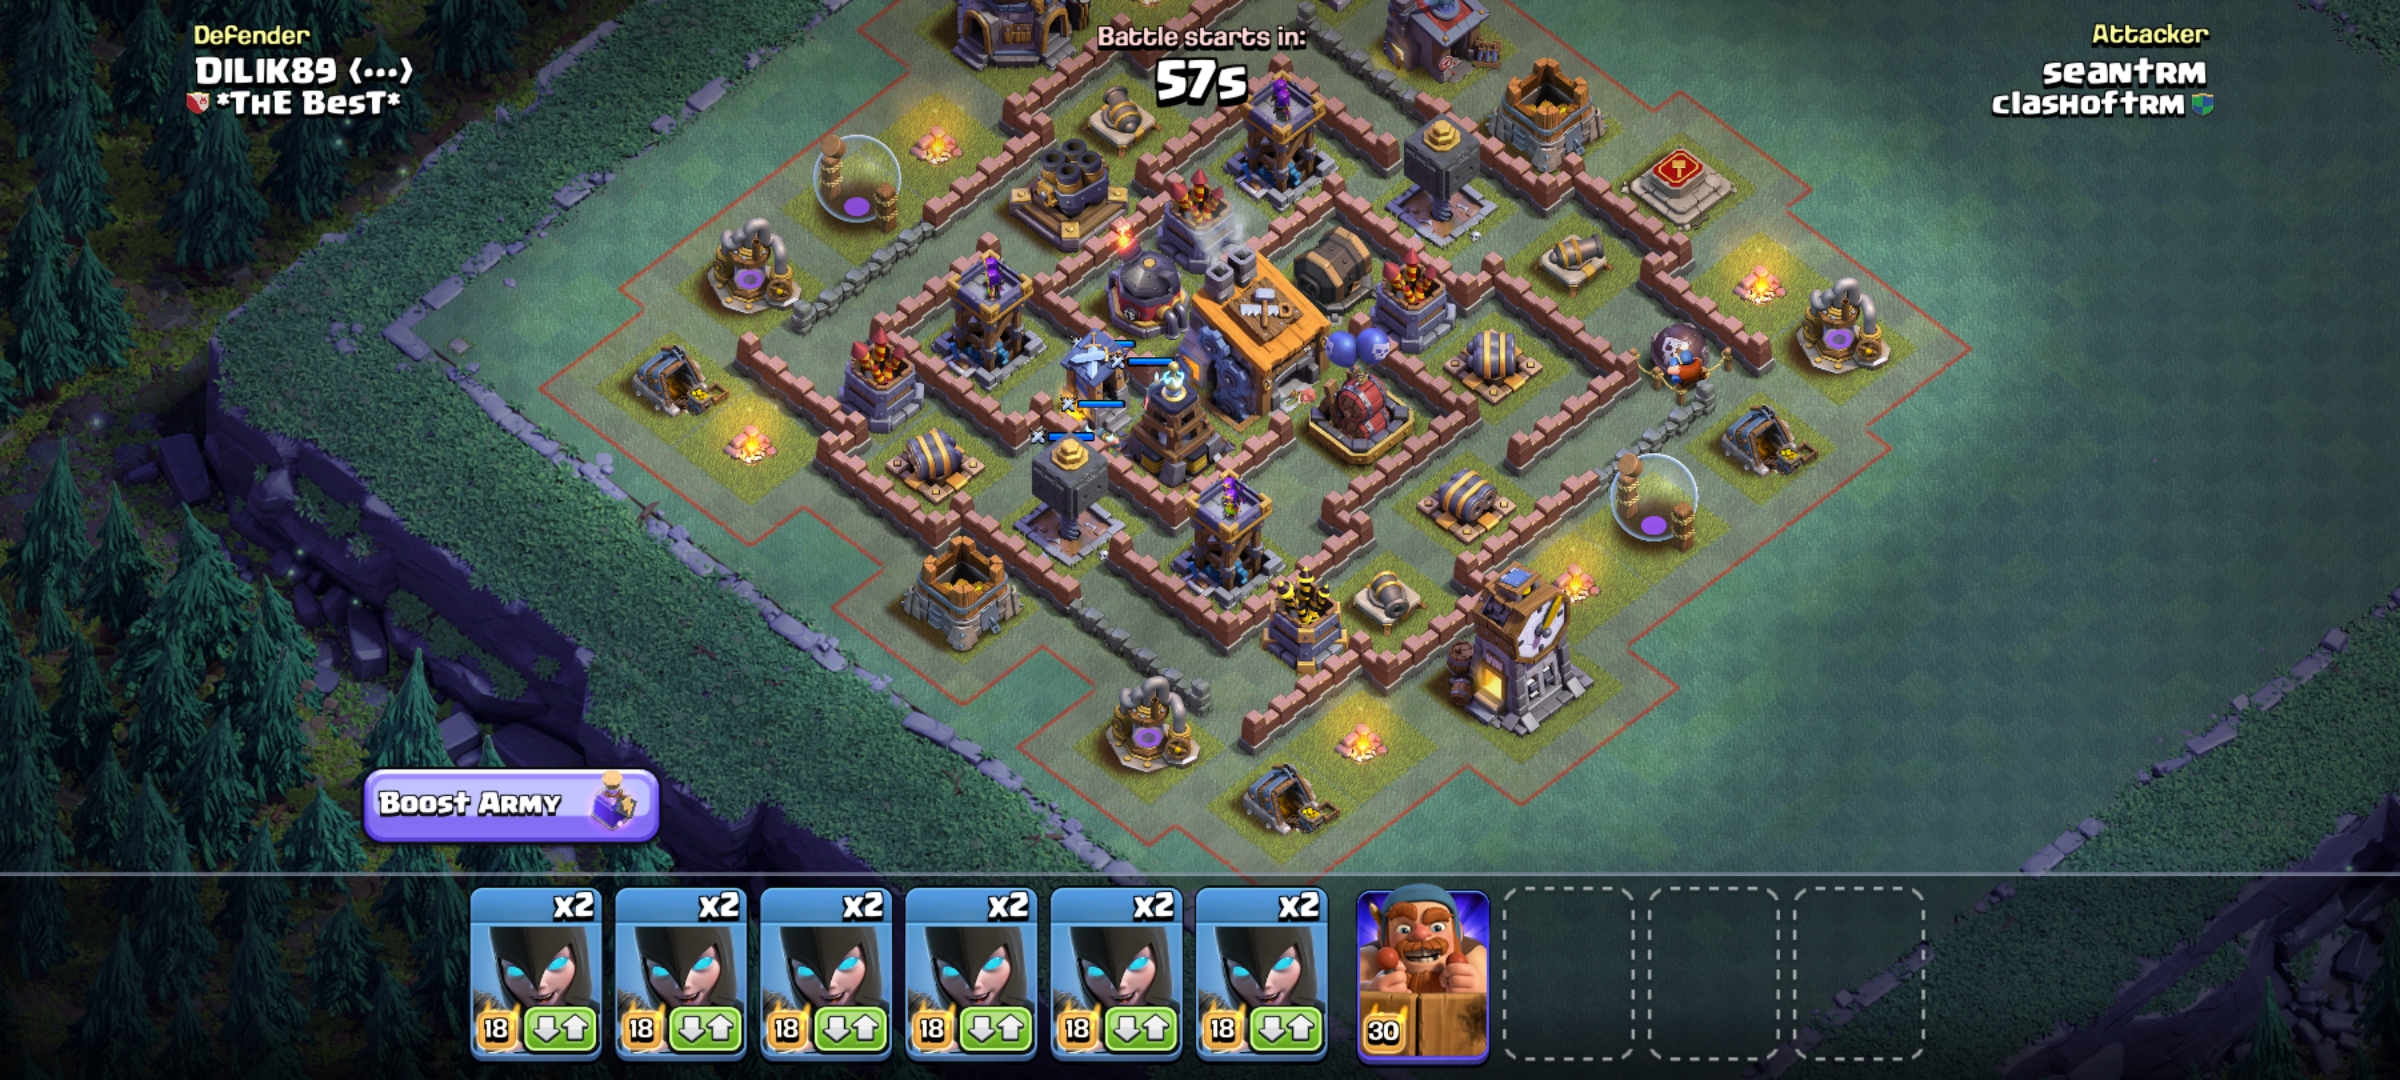 Defender
DILIK89 (...)
*THE BesT*
Battle starts in:
57s
Attacker
seantRM
clashoftRM
Boost Army
x2
x2
x2
x2
x2
x2
18
18
18
18
18
18
30